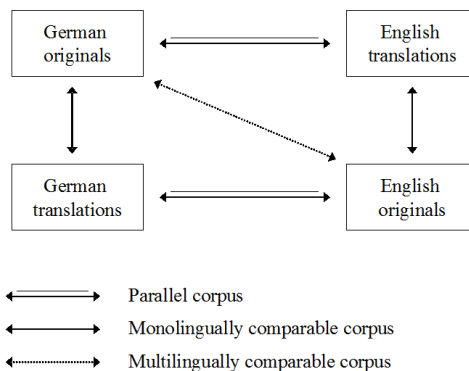 German
originals
English
translations
German
translations
English
originals
Parallel corpus
Monolingually comparable corpus
Multilingually comparable corpus